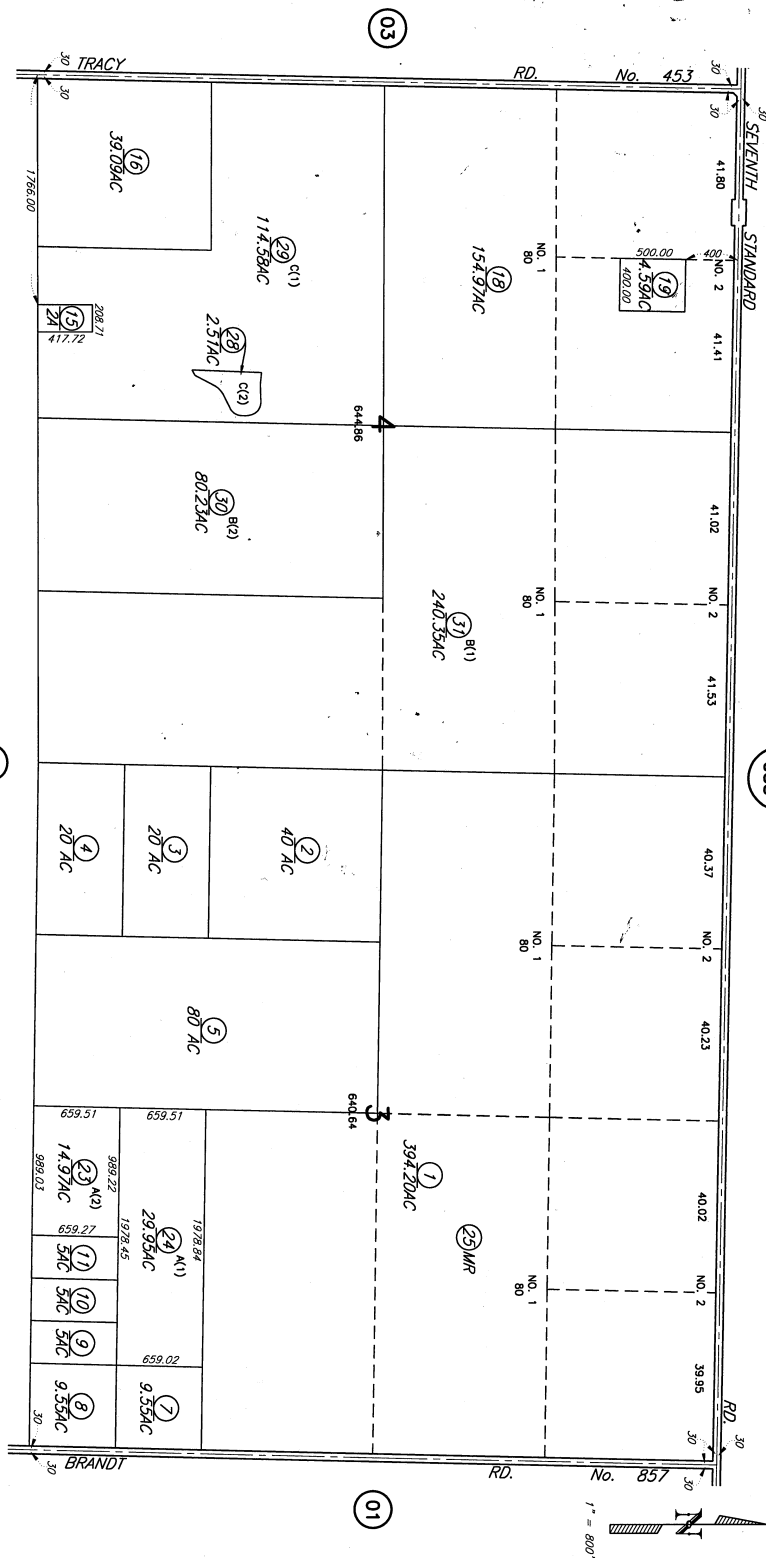 03
TRACY
RD.
No. 453
30
30
30
30
30
SEVENTH
STANDARD
RD.
41.80
NO. 2
41.41
41.02
NO. 2
41.53
40.37
NO. 2
40.23
40.02
NO. 2
39.95
400
500.00
19
4.59AC
400.00
NO. 1
80
NO. 1
80
NO. 1
80
NO. 1
80
18
154.97AC
31 B(1)
240.35AC
1
394.20AC
25 MR
16
39.09AC
29 C(1)
114.58AC
28
2.51AC
C(2)
1766.00
15
2A
208.71
417.72
4
644.86
30 B(2)
80.23AC
2
40 AC
3
20 AC
4
20 AC
5
80 AC
3
640.64
659.51
659.51
23 A(2)
14.97AC
989.22
989.03
659.27
24 A(1)
29.95AC
1978.84
1978.45
659.02
11
5AC
10
5AC
9
5AC
8
9.55AC
7
9.55AC
30
30
30
30
30
BRANDT
RD.
No. 857
01
N
1" = 800'